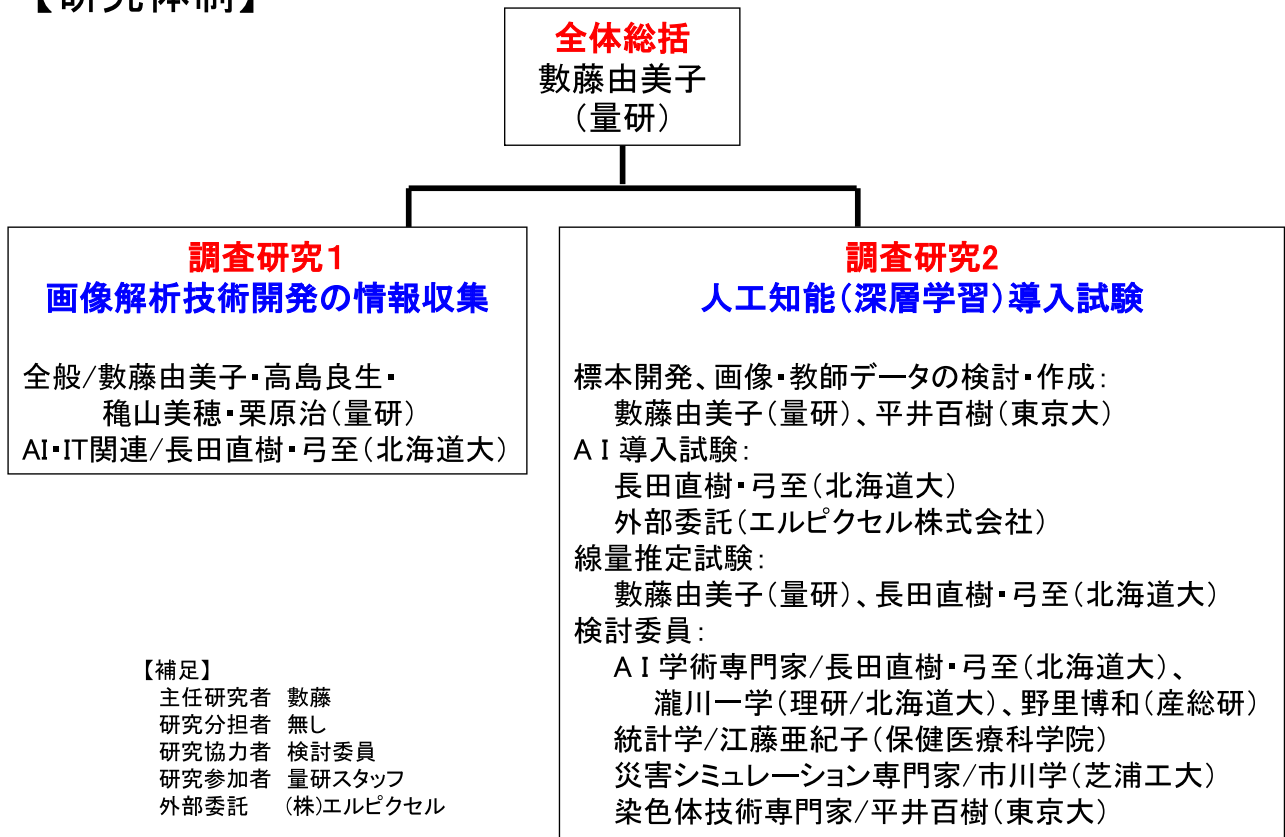 【研究体制】
全体総括
數藤由美子
(量研)
調査研究1
画像解析技術開発の情報収集
全般/數藤由美子・高島良生・
穐山美穂・栗原治(量研)
AI・IT関連/長田直樹・弓至(北海道大)
調査研究2
人工知能(深層学習)導入試験
標本開発、画像・教師データの検討・作成:
數藤由美子(量研)、平井百樹(東京大)
AI導入試験:
長田直樹・弓至(北海道大)
外部委託(エルピクセル株式会社)
線量推定試験:
數藤由美子(量研)、長田直樹・弓至(北海道大)
検討委員:
AI学術専門家/長田直樹・弓至(北海道大)、
瀧川一学(理研/北海道大)、野里博和(産総研)
統計学/江藤亜紀子(保健医療科学院)
災害シミュレーション専門家/市川学(芝浦工大)
染色体技術専門家/平井百樹(東京大)
【補足】
主任研究者 數藤
研究分担者 無し
研究協力者 検討委員
研究参加者 量研スタッフ
外部委託 (株)エルピクセル